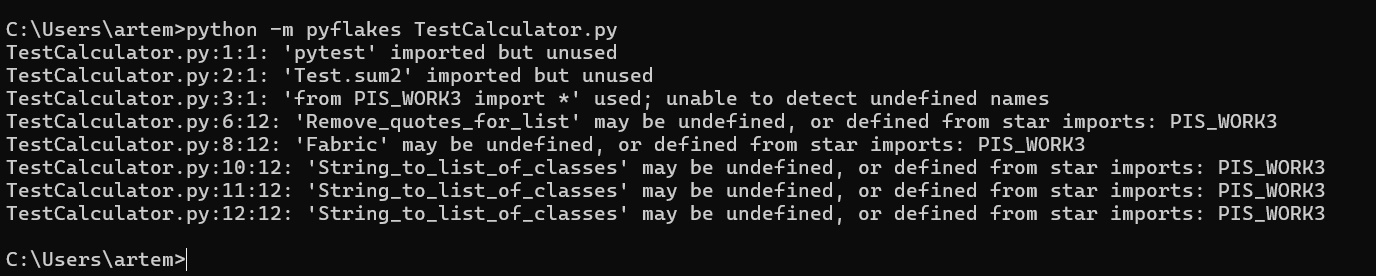 C:\Users\artem>python -m pyflakes TestCalculator.py
TestCalculator.py:1:1: 'pytest' imported but unused
TestCalculator.py:2:1: 'Test.sum2' imported but unused
TestCalculator.py:3:1: 'from PIS_WORK3 import *' used; unable to detect undefined names
TestCalculator.py:6:12: 'Remove_quotes_for_list' may be undefined, or defined from star imports: PIS_WORK3
TestCalculator.py:8:12: 'Fabric' may be undefined, or defined from star imports: PIS_WORK3
TestCalculator.py:10:12: 'String_to_list_of_classes' may be undefined, or defined from star imports: PIS_WORK3
TestCalculator.py:11:12: 'String_to_list_of_classes' may be undefined, or defined from star imports: PIS_WORK3
TestCalculator.py:12:12: 'String_to_list_of_classes' may be undefined, or defined from star imports: PIS_WORK3
C:\Users\artem>